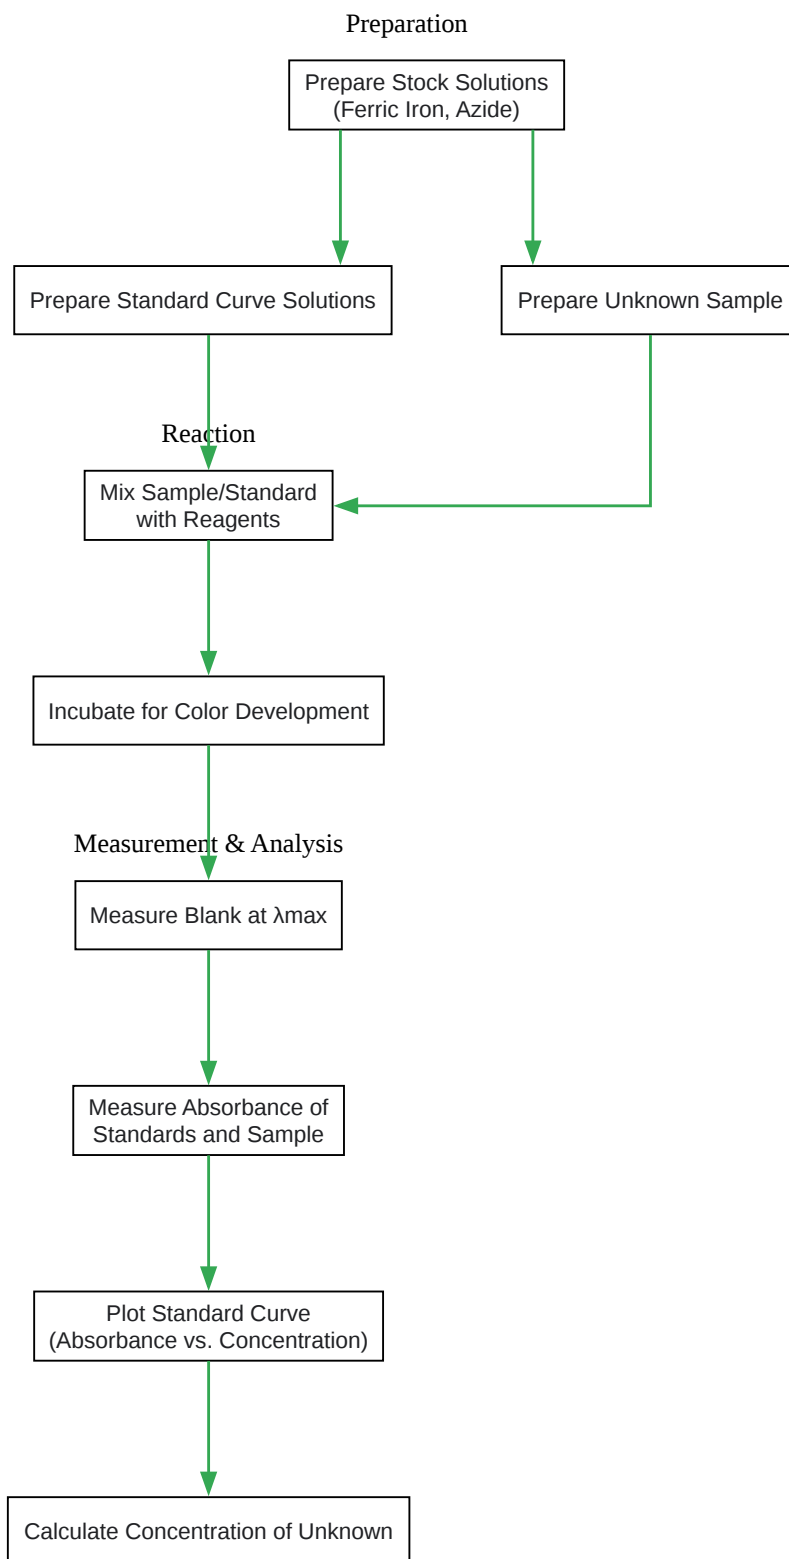 Preparation
Prepare Stock Solutions
(Ferric Iron, Azide)
Prepare Standard Curve Solutions
Prepare Unknown Sample
Reaction
Mix Sample/Standard
with Reagents
Incubate for Color Development
Measurement & Analysis
Measure Blank at λmax
Measure Absorbance of
Standards and Sample
Plot Standard Curve
(Absorbance vs. Concentration)
Calculate Concentration of Unknown